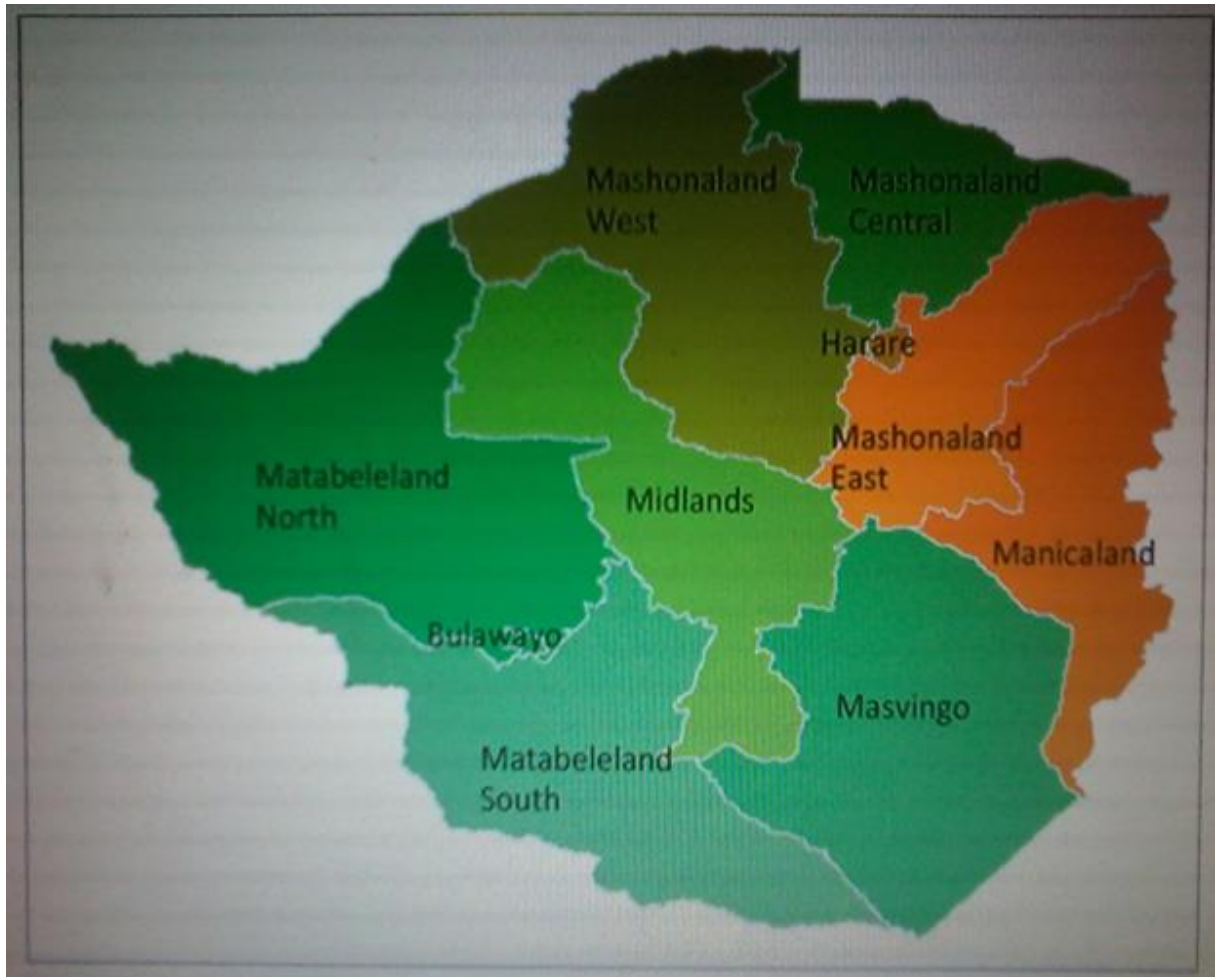 Mashonaland
West
Mashonaland
Central
Harare
Mashonaland
East
Matabeleland
North
Midlands
Manicaland
Bulawayo
Masvingo
Matabeleland
South